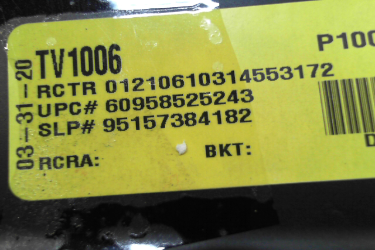 03-31-20
TV1006
P100
RCTR 01210610314553172
UPC# 60958525243
SLP# 95157384182
RCRA:
BKT: